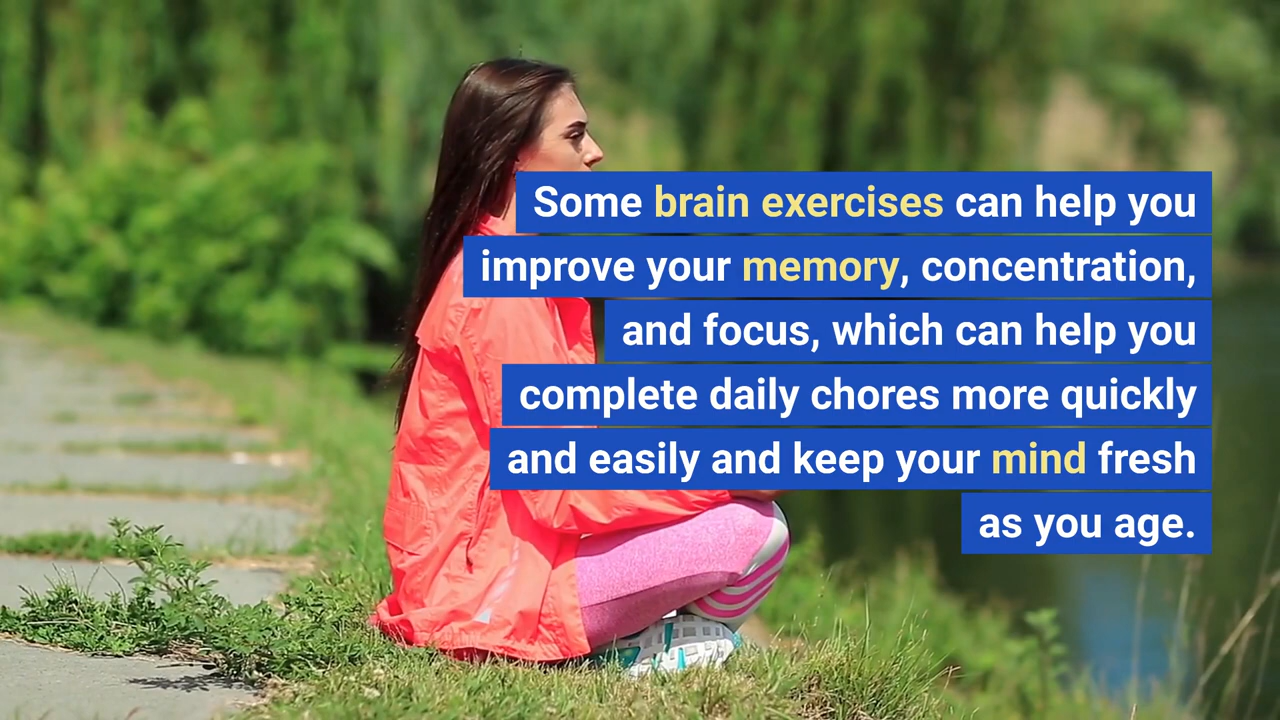 Some brain exercises can help you
improve your memory, concentration,
and focus, which can help you
complete daily chores more quickly
and easily and keep your mind fresh
as you age.